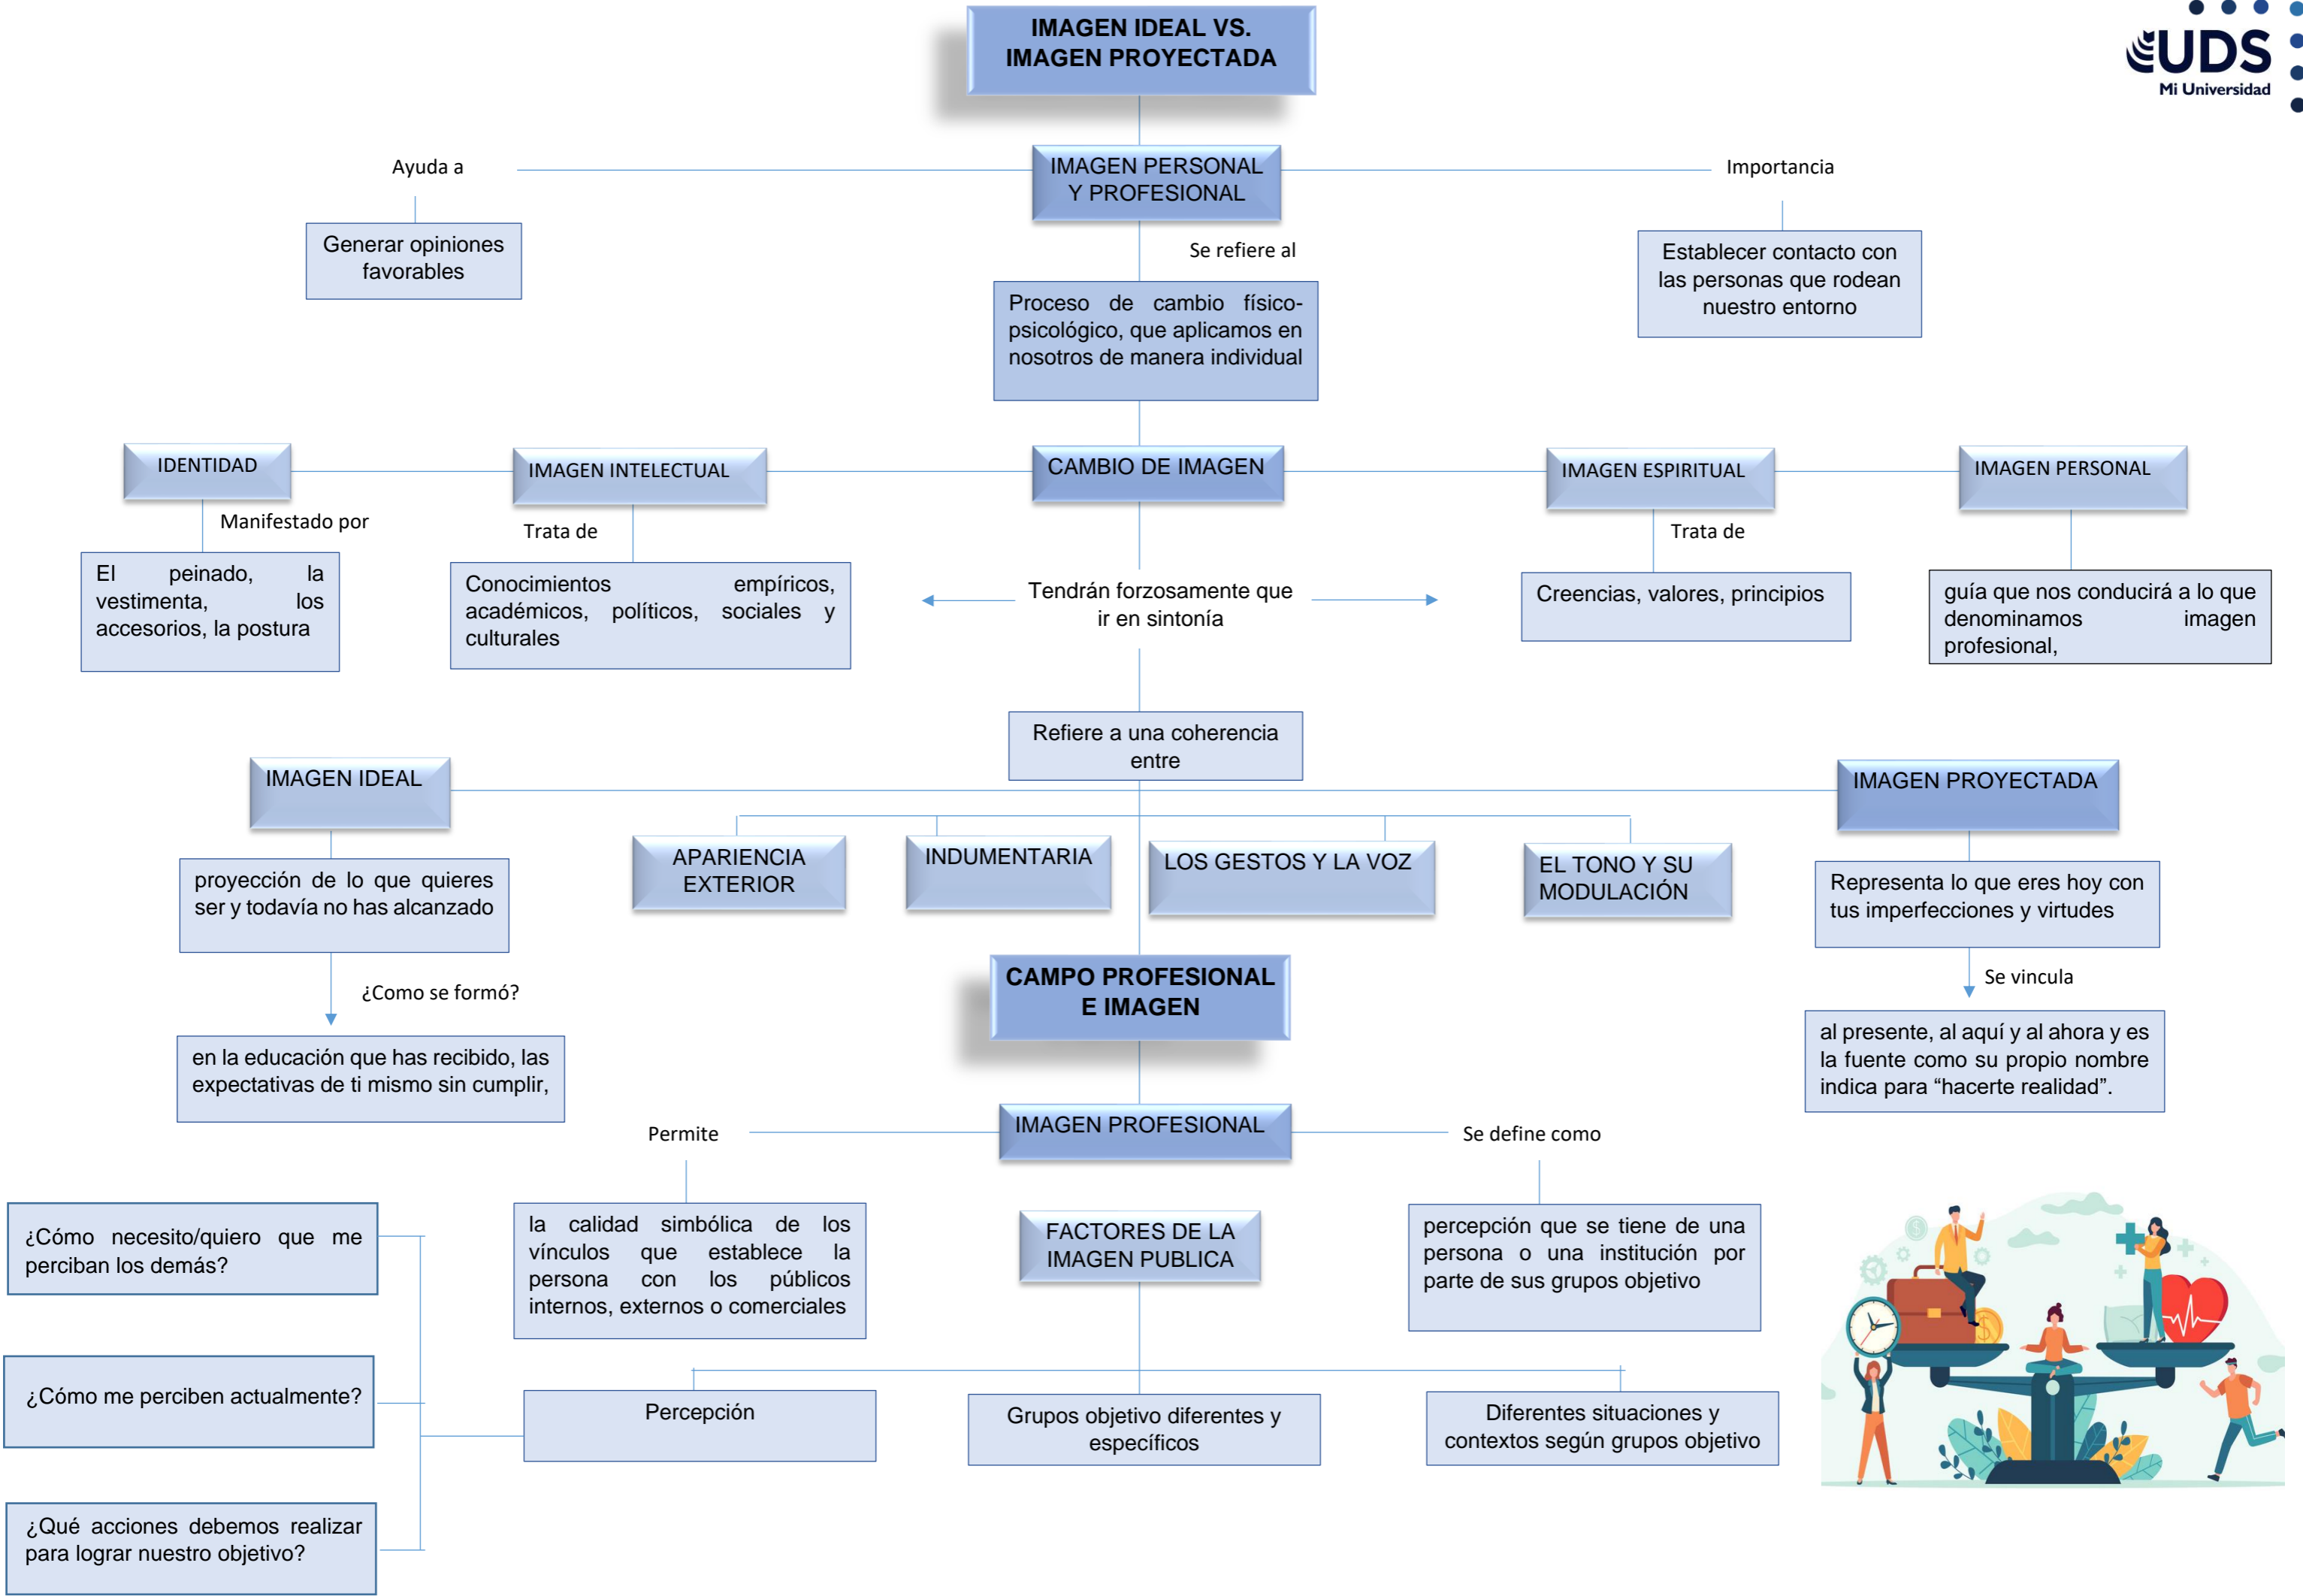 IMAGEN IDEAL VS.
IMAGEN PROYECTADA
UDS
Mi Universidad
Ayuda a
IMAGEN PERSONAL
Y PROFESIONAL
Importancia
Generar opiniones
favorables
Se refiere al
Establecer contacto con
las personas que rodean
nuestro entorno
Proceso de cambio físico-
psicológico, que aplicamos en
nosotros de manera individual
IDENTIDAD
IMAGEN INTELECTUAL
CAMBIO DE IMAGEN
IMAGEN ESPIRITUAL
IMAGEN PERSONAL
Manifestado por
Trata de
Trata de
El peinado, la
vestimenta, los
accesorios, la postura
Conocimientos empíricos,
académicos, políticos, sociales y
culturales
Tendrán forzosamente que
ir en sintonía
Creencias, valores, principios
guía que nos conducirá a lo que
denominamos imagen
profesional,
Refiere a una coherencia
entre
IMAGEN IDEAL
IMAGEN PROYECTADA
APARIENCIA
EXTERIOR
INDUMENTARIA
LOS GESTOS Y LA VOZ
EL TONO Y SU
MODULACIÓN
proyección de lo que quieres
ser y todavía no has alcanzado
Representa lo que eres hoy con
tus imperfecciones y virtudes
¿Como se formó?
CAMPO PROFESIONAL
E IMAGEN
Se vincula
en la educación que has recibido, las
expectativas de ti mismo sin cumplir,
al presente, al aquí y al ahora y es
la fuente como su propio nombre
indica para “hacerte realidad”.
Permite
IMAGEN PROFESIONAL
Se define como
¿Cómo necesito/quiero que me
perciban los demás?
la calidad simbólica de los
vínculos que establece la
persona con los públicos
internos, externos o comerciales
FACTORES DE LA
IMAGEN PUBLICA
percepción que se tiene de una
persona o una institución por
parte de sus grupos objetivo
¿Cómo me perciben actualmente?
Percepción
Grupos objetivo diferentes y
específicos
Diferentes situaciones y
contextos según grupos objetivo
¿Qué acciones debemos realizar
para lograr nuestro objetivo?